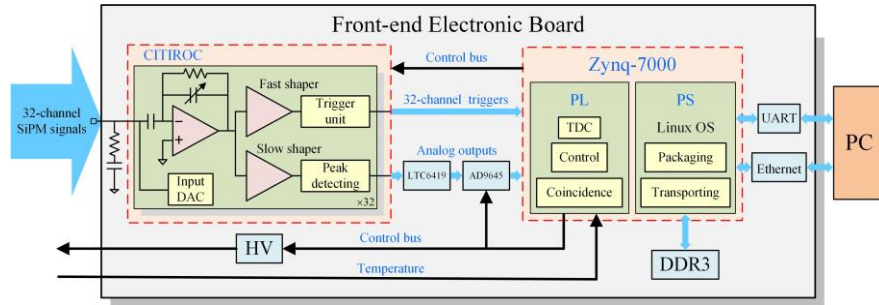 Front-end Electronic Board
CITIROC
Control bus
Zynq-7000
32-channel
SiPM signals
Fast shaper
Trigger
unit
32-channel triggers
Slow shaper
Peak
detecting
Input
DAC
×32
Analog outputs
LTC6419
AD9645
PL
TDC
Control
Coincidence
PS
Linux OS
Packaging
Transporting
UART
Ethernet
PC
HV
Control bus
Temperature
DDR3